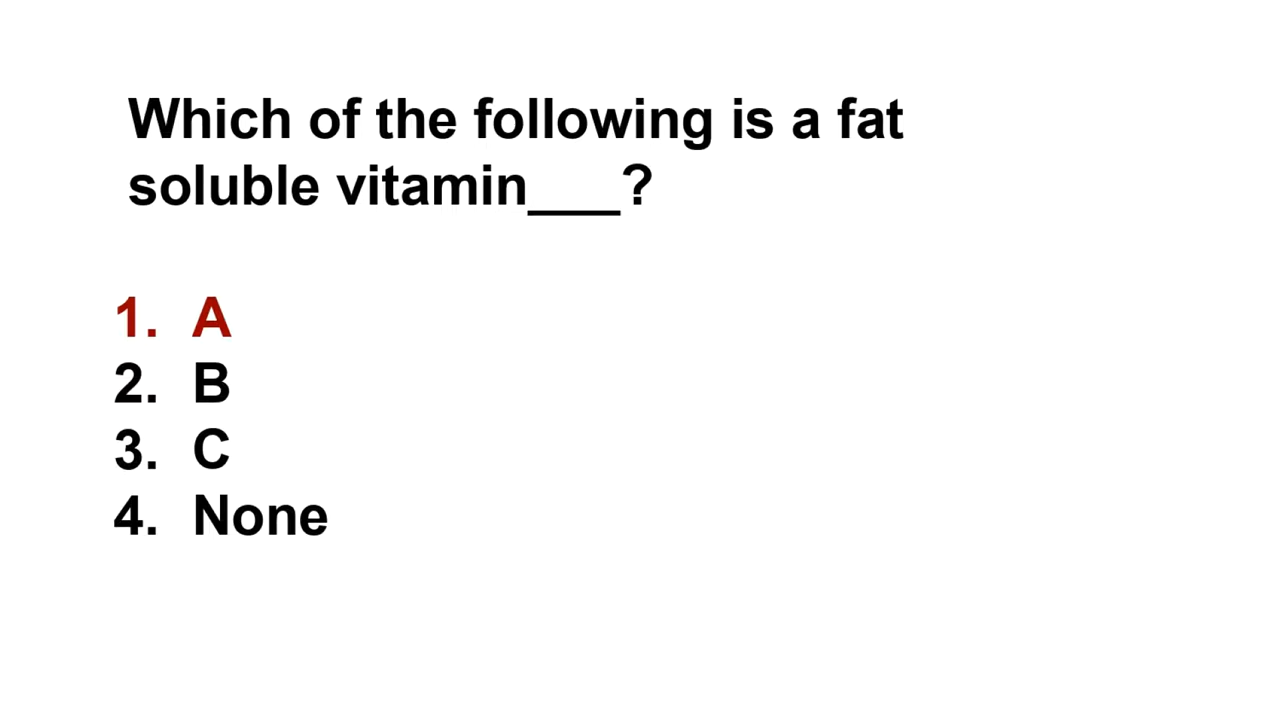 Which of the following is a fat
soluble vitamin___?
1. A
2. B
3. C
4. None